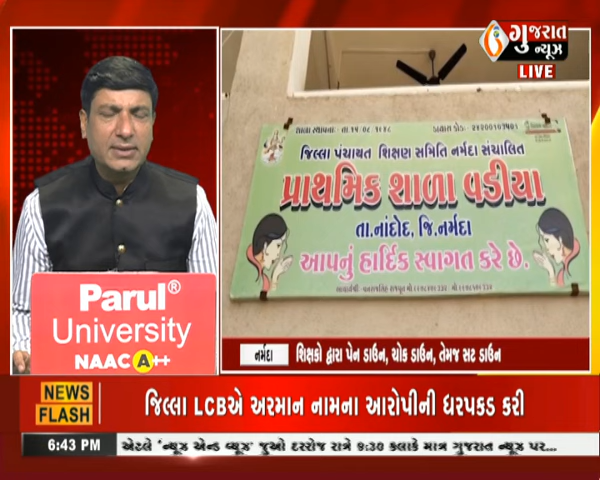 ગુજરાત
ન્યૂઝ
LIVE
જિલ્લા પંચાયત શિક્ષણ સમિતિ નર્મદા સંચાલિત
પ્રાથમિક શાળા વડીયા
તા.નાંદોદ, જિ.નર્મદા
આપનું હાર્દિક સ્વાગત કરે છે.
Parul®
University
NAAC A++
નર્મદા શિક્ષકો દ્વારા પેન ડાઉન, ચોક ડાઉન, તેમજ સટ ડાઉન
NEWS
FLASH
જિલ્લા LCBએ અરમાન નામના આરોપીની ધરપકડ કરી
6:43 PM એટલે 'ન્યૂઝ એન્ડ વ્યૂઝ' જુઓ દરરોજ રાત્રે 9:30 કલાકે માત્ર ગુજરાત ન્યૂઝ પર...